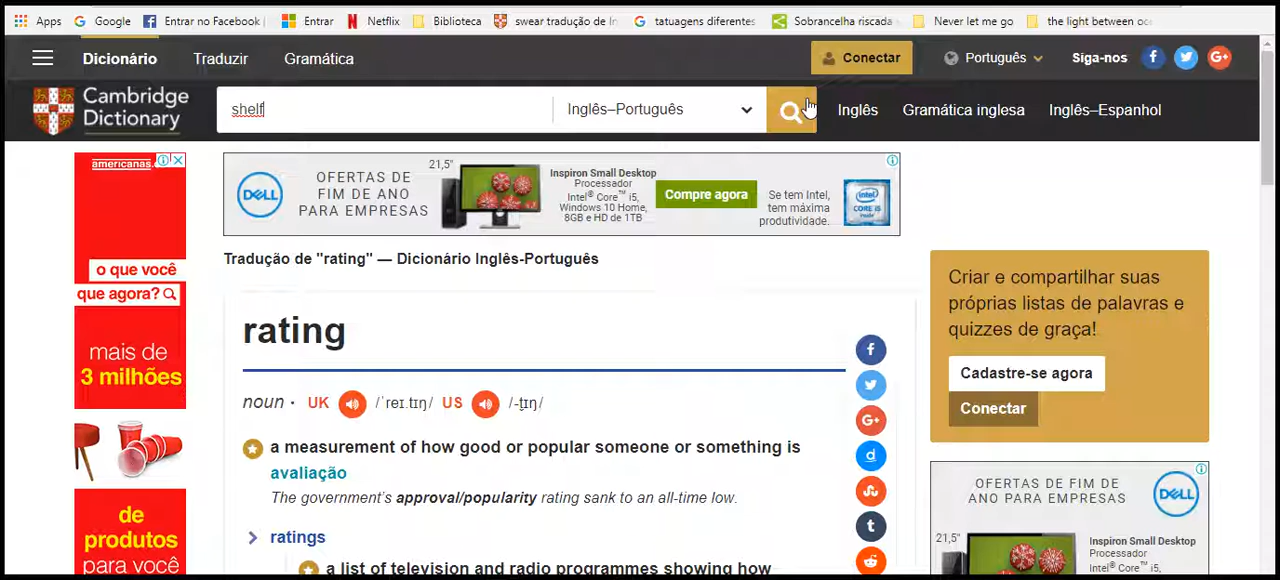 Apps Google Entrar no Facebook Entrar Netflix Biblioteca swear tradução de In tatuagens diferentes Sobrancelha riscada Never let me go the light between oce
Dicionário Traduzir Gramática Conectar Português Siga-nos
Cambridge
Dictionary
shelf Inglês–Português Inglês Gramática inglesa Inglês–Espanhol
americanas.
o que você
que agora?
mais de
3 milhões
de
produtos
para você
DELL
OFERTAS DE
FIM DE ANO
PARA EMPRESAS
21,5"
Inspiron Small Desktop
Processador
Intel® Core™ i5,
Windows 10 Home,
8GB e HD de 1TB
Compre agora
Se tem Intel,
tem máxima
produtividade.
intel
CORE i5
Tradução de "rating" — Dicionário Inglês-Português
rating
noun · UK /ˈreɪ.tɪŋ/ US /-t̬ɪŋ/
a measurement of how good or popular someone or something is
avaliação
The government's approval/popularity rating sank to an all-time low.
ratings
a list of television and radio programmes showing how
Criar e compartilhar suas
próprias listas de palavras e
quizzes de graça!
Cadastre-se agora
Conectar
OFERTAS DE
FIM DE ANO
PARA EMPRESAS
DELL
21,5"
Inspiron Small Desktop
Processador
Intel® Core™ i5,